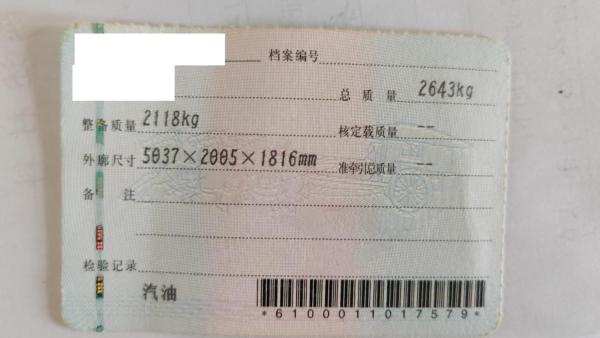 档案编号
总质量 2643kg
整备质量 2118kg 核定载质量 --
外廓尺寸 5037×2005×1816mm 准牵引总质量 --
备注
检验记录
汽油
*6100011017579*